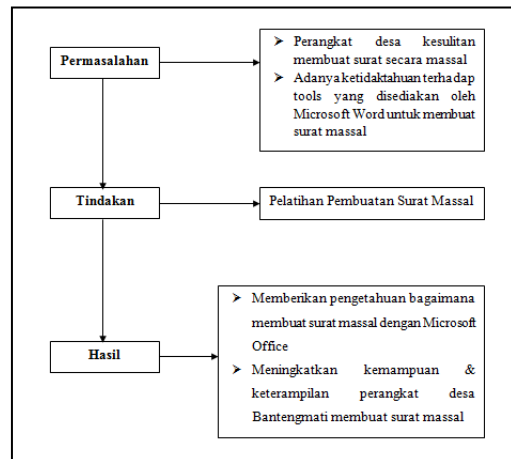 Permasalahan
➤ Perangkat desa kesulitan
membuat surat secara massal
➤ Adanya ketidaktahuan terhadap
tools yang disediakan oleh
Microsoft Word untuk membuat
surat massal
Tindakan
Pelatihan Pembuatan Surat Massal
Hasil
➤ Memberikan pengetahuan bagaimana
membuat surat massal dengan Microsoft
Office
➤ Meningkatkan kemampuan &
keterampilan perangkat desa
Bantengmati membuat surat massal